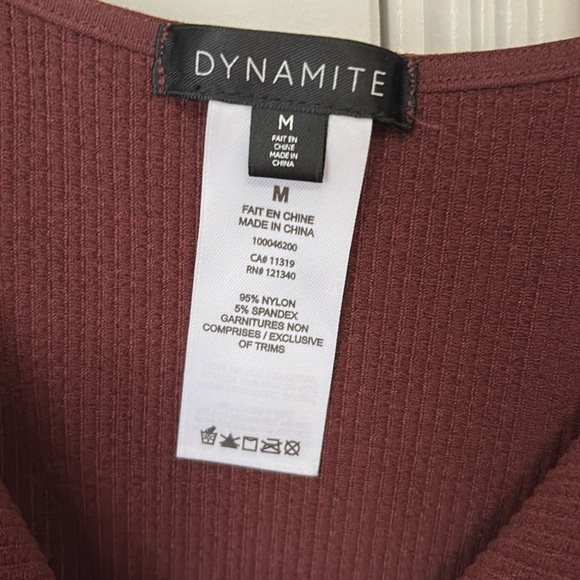 DYNAMITE
M
FAIT EN
CHINE
MADE IN
CHINA
M
FAIT EN CHINE
MADE IN CHINA
100046200
CA# 11319
RN# 121340
95% NYLON
5% SPANDEX
GARNITURES NON
COMPRISES / EXCLUSIVE
OF TRIMS